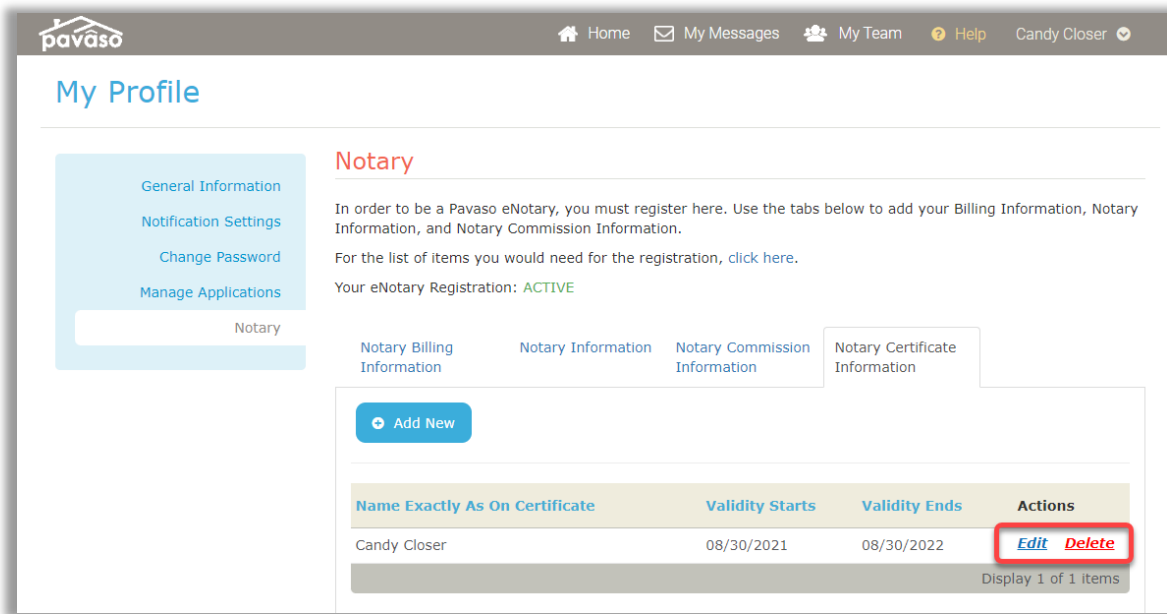 pavaso
Home My Messages My Team Help Candy Closer
My Profile
General Information
Notification Settings
Change Password
Manage Applications
Notary
Notary
In order to be a Pavaso eNotary, you must register here. Use the tabs below to add your Billing Information, Notary
Information, and Notary Commission Information.
For the list of items you would need for the registration, click here.
Your eNotary Registration: ACTIVE
Notary Billing
Information
Notary Information
Notary Commission
Information
Notary Certificate
Information
Add New
Name Exactly As On Certificate Validity Starts Validity Ends Actions
Candy Closer 08/30/2021 08/30/2022 Edit Delete
Display 1 of 1 items